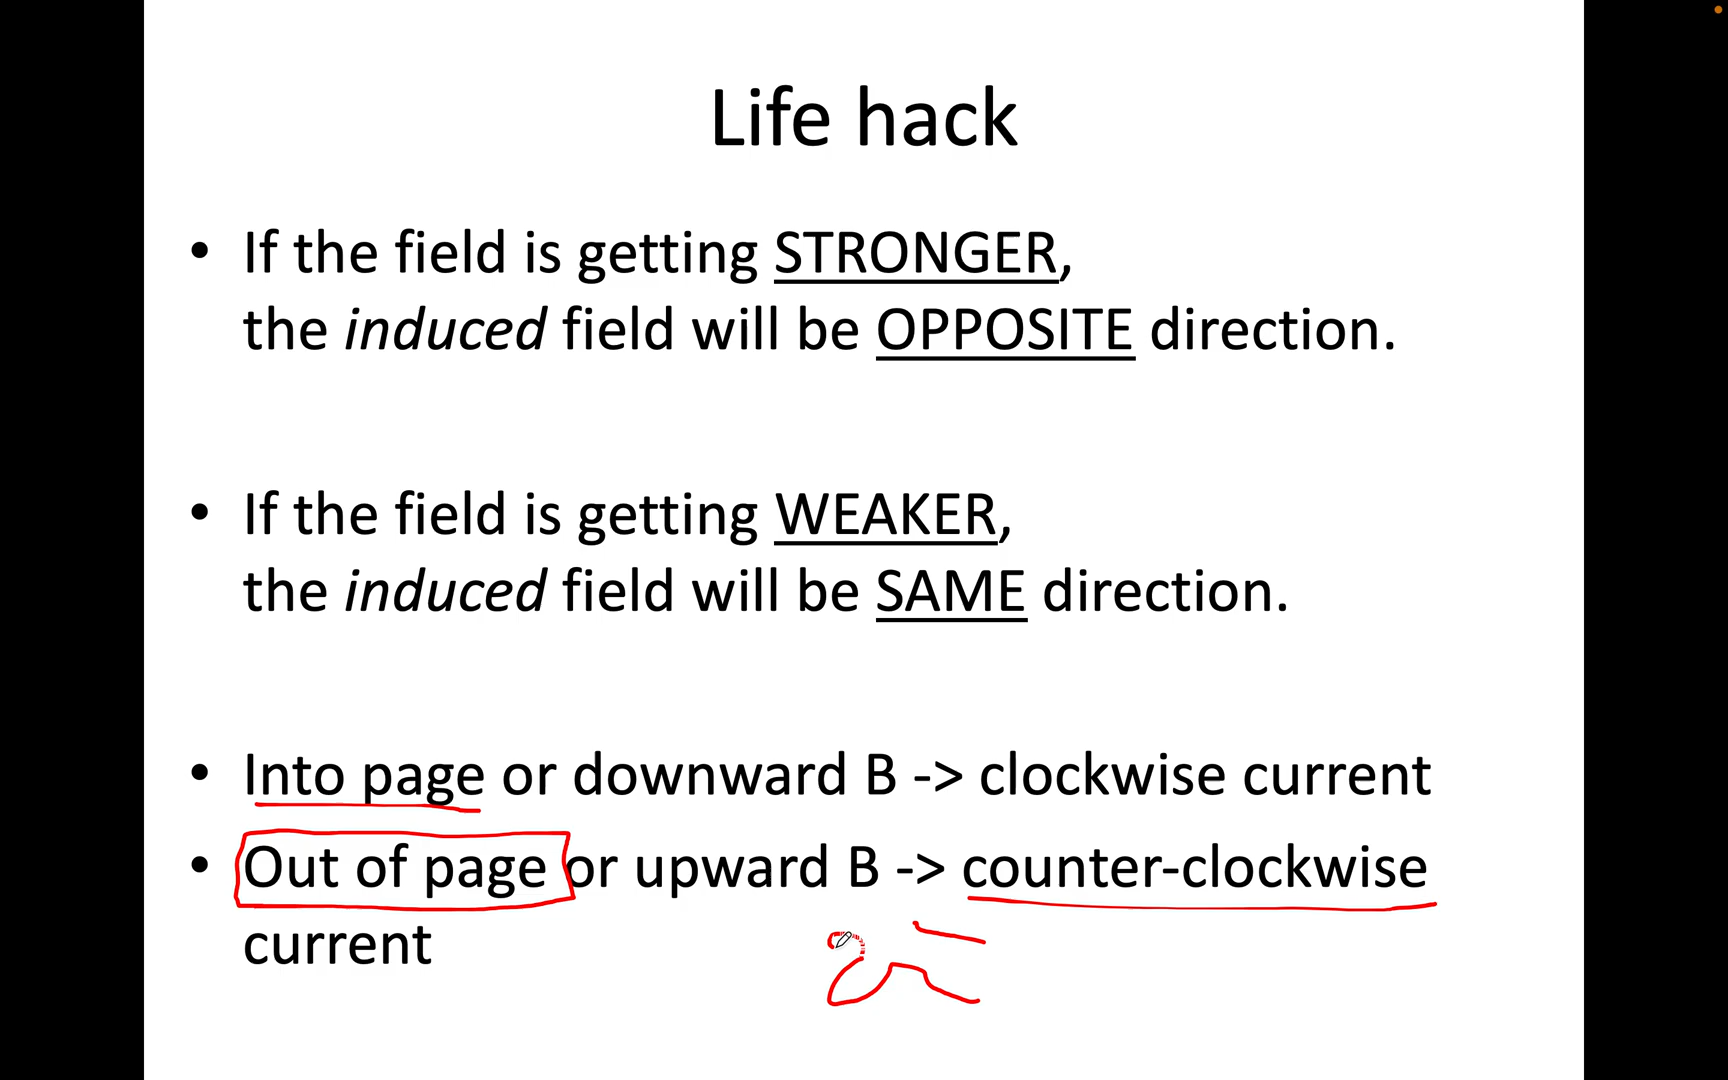 Life hack
• If the field is getting STRONGER,
the induced field will be OPPOSITE direction.
• If the field is getting WEAKER,
the induced field will be SAME direction.
• Into page or downward B -> clockwise current
• Out of page or upward B -> counter-clockwise
current